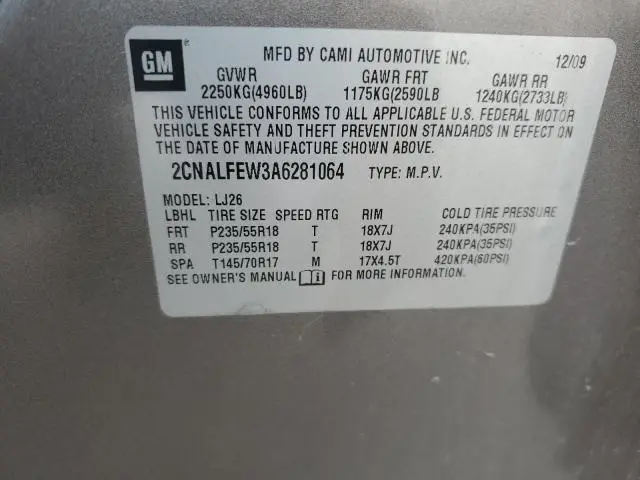 GM
MFD BY CAMI AUTOMOTIVE INC. 12/09
GVWR GAWR FRT GAWR RR
2250KG(4960LB) 1175KG(2590LB 1240KG(2733LB)
THIS VEHICLE CONFORMS TO ALL APPLICABLE U.S. FEDERAL MOTOR
VEHICLE SAFETY AND THEFT PREVENTION STANDARDS IN EFFECT ON
THE DATE OF MANUFACTURE SHOWN ABOVE.
2CNALFEW3A6281064 TYPE: M.P.V.
MODEL: LJ26
LBHL TIRE SIZE SPEED RTG RIM COLD TIRE PRESSURE
FRT P235/55R18 T 18X7J 240KPA(35PSI)
RR P235/55R18 T 18X7J 240KPA(35PSI)
SPA T145/70R17 M 17X4.5T 420KPA(60PSI)
SEE OWNER'S MANUAL FOR MORE INFORMATION.